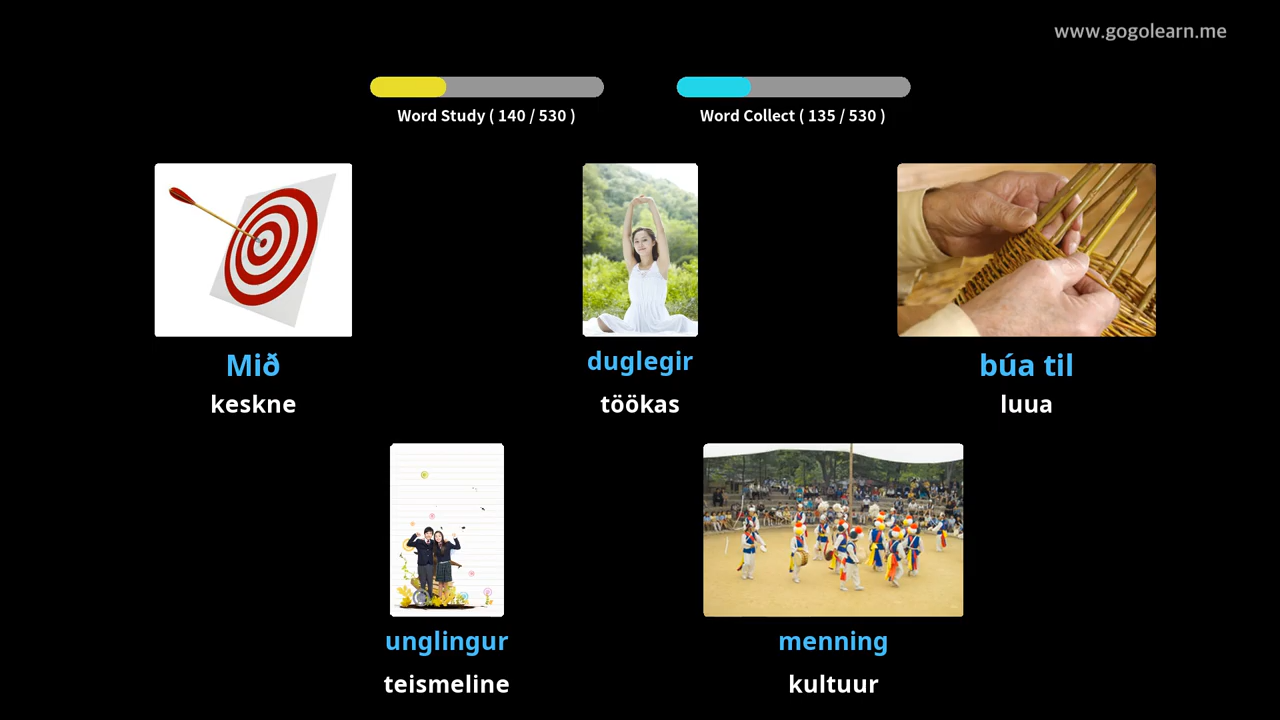 www.gogolearn.me
Word Study ( 140 / 530 )
Word Collect ( 135 / 530 )
Mið
keskne
duglegir
töökas
búa til
luua
unglingur
teismeline
menning
kultuur